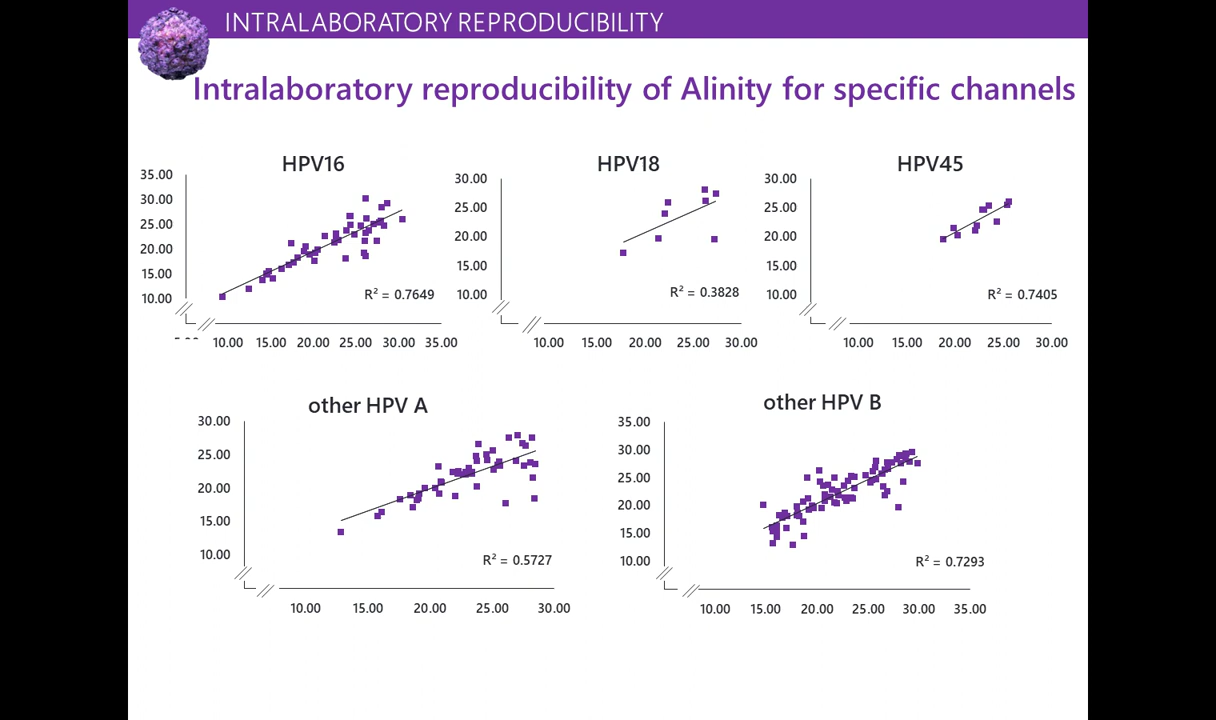 INTRALABORATORY REPRODUCIBILITY
Intralaboratory reproducibility of Alinity for specific channels
HPV16
35.00
30.00
25.00
20.00
15.00
10.00
R² = 0.7649
10.00 15.00 20.00 25.00 30.00 35.00
HPV18
30.00
25.00
20.00
15.00
10.00
R² = 0.3828
10.00 15.00 20.00 25.00 30.00
HPV45
30.00
25.00
20.00
15.00
10.00
R² = 0.7405
10.00 15.00 20.00 25.00 30.00
other HPV A
30.00
25.00
20.00
15.00
10.00
R² = 0.5727
10.00 15.00 20.00 25.00 30.00
other HPV B
35.00
30.00
25.00
20.00
15.00
10.00
R² = 0.7293
10.00 15.00 20.00 25.00 30.00 35.00